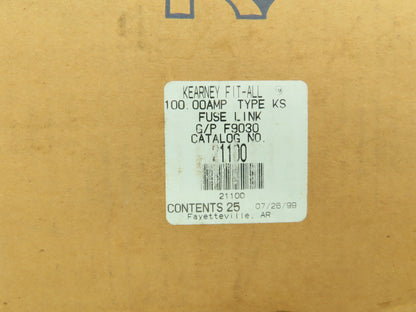 KEARNEY FIT-ALL
100.00AMP TYPE KS
FUSE LINK
G/P F9030
CATALOG NO.
21100
21100
CONTENTS 25 07/26/99
Fayetteville, AR